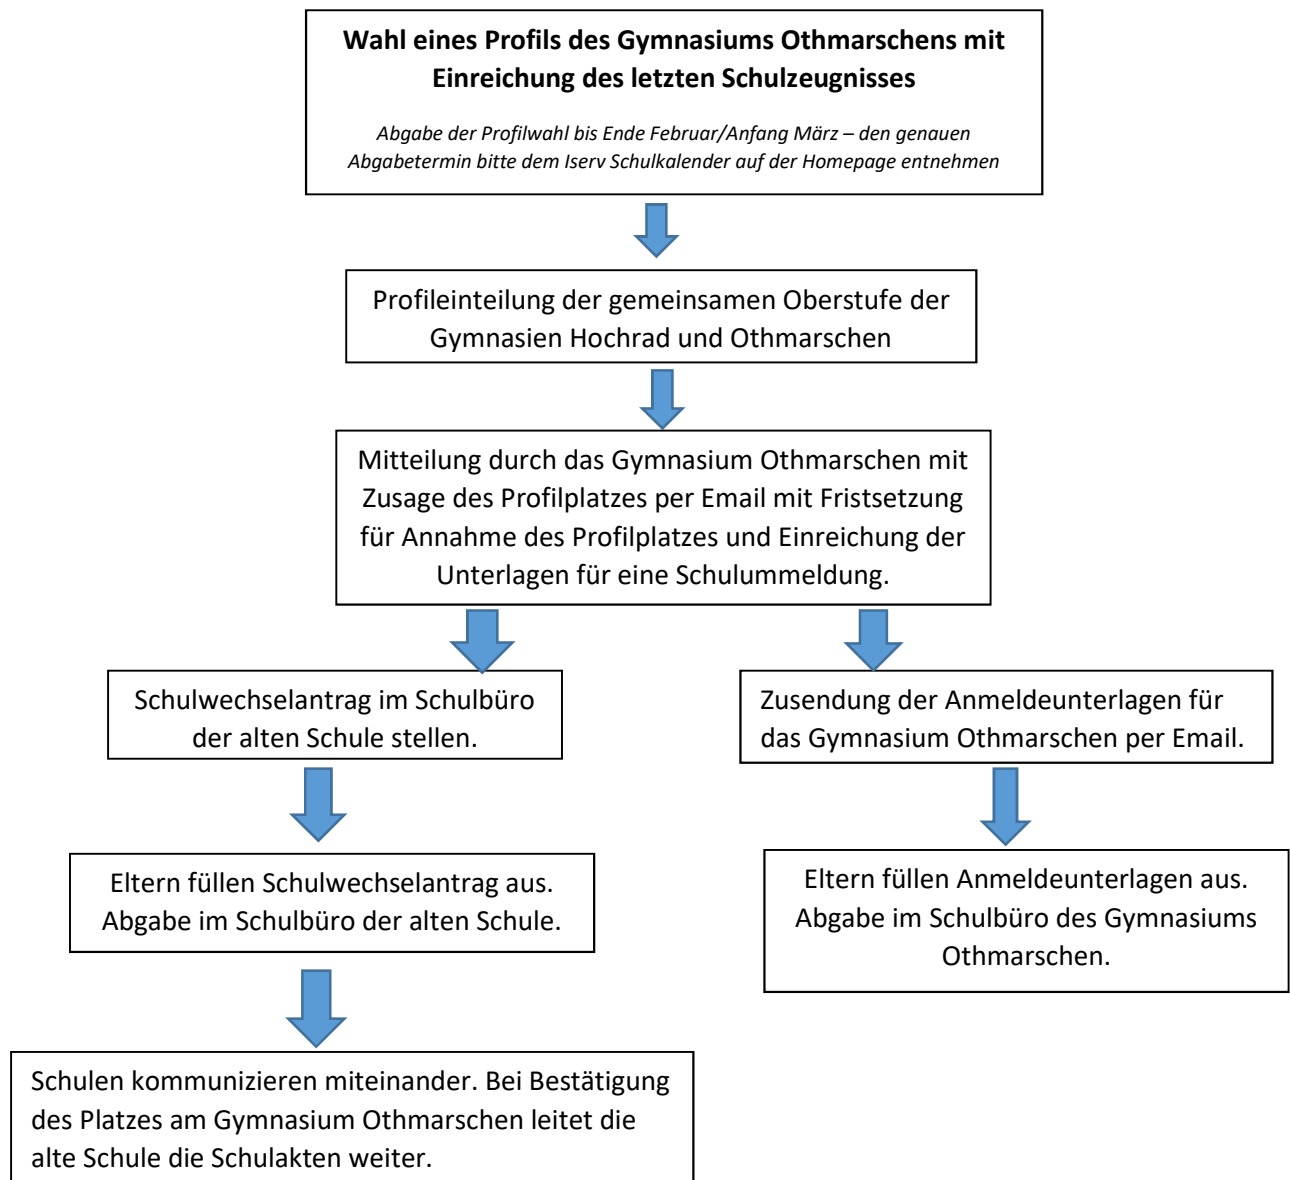 Wahl eines Profils des Gymnasiums Othmarschens mit
Einreichung des letzten Schulzeugnisses
Abgabe der Profilwahl bis Ende Februar/Anfang März – den genauen
Abgabetermin bitte dem Iserv Schulkalender auf der Homepage entnehmen
Profileinteilung der gemeinsamen Oberstufe der
Gymnasien Hochrad und Othmarschen
Mitteilung durch das Gymnasium Othmarschen mit
Zusage des Profilplatzes per Email mit Fristsetzung
für Annahme des Profilplatzes und Einreichung der
Unterlagen für eine Schulummeldung.
Schulwechselantrag im Schulbüro
der alten Schule stellen.
Zusendung der Anmeldeunterlagen für
das Gymnasium Othmarschen per Email.
Eltern füllen Schulwechselantrag aus.
Abgabe im Schulbüro der alten Schule.
Eltern füllen Anmeldeunterlagen aus.
Abgabe im Schulbüro des Gymnasiums
Othmarschen.
Schulen kommunizieren miteinander. Bei Bestätigung
des Platzes am Gymnasium Othmarschen leitet die
alte Schule die Schulakten weiter.